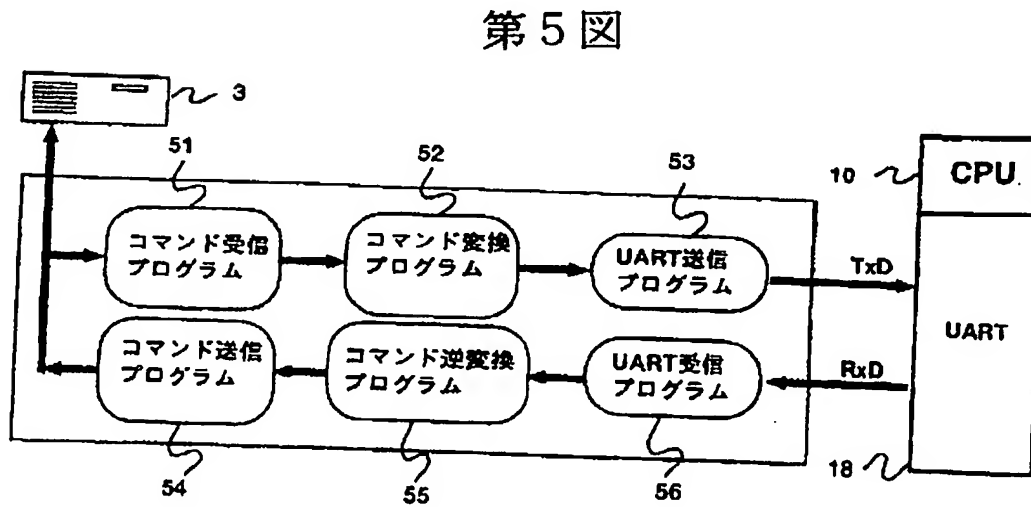 第5図
3
51
52
53
10
CPU
コマンド受信
プログラム
コマンド変換
プログラム
UART送信
プログラム
TxD
UART
コマンド送信
プログラム
コマンド逆変換
プログラム
UART受信
プログラム
RxD
54
55
56
18